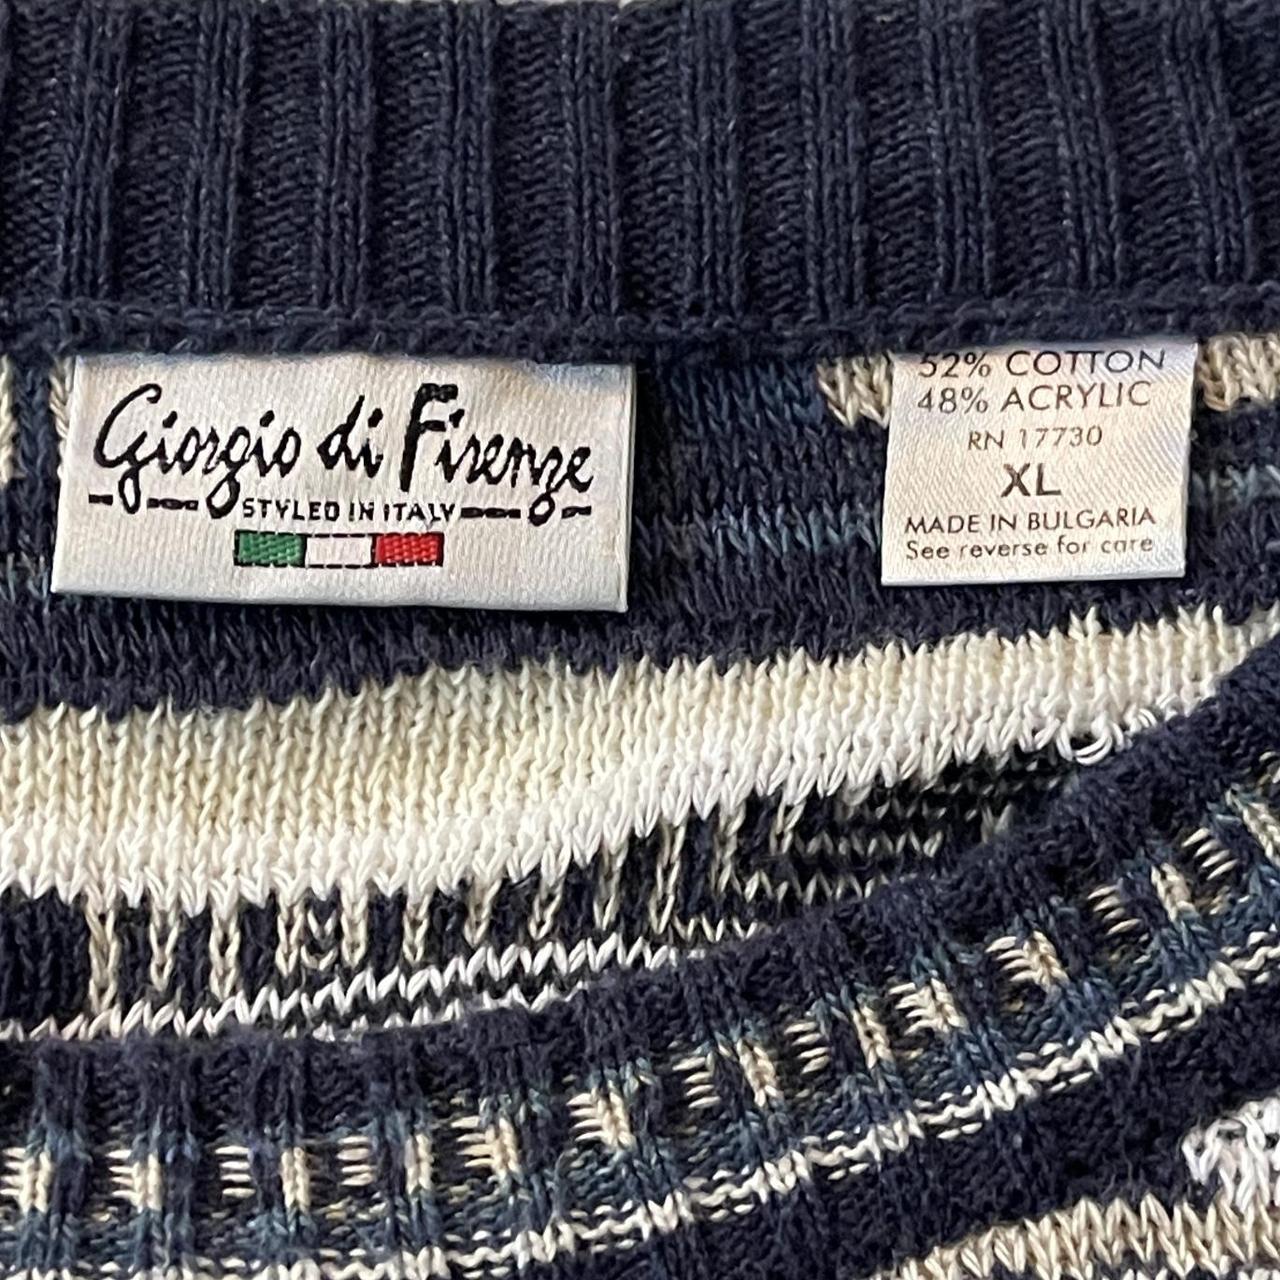 Giorgio di Firenze
STYLED IN ITALY
52% COTTON
48% ACRYLIC
RN 17730
XL
MADE IN BULGARIA
See reverse for care